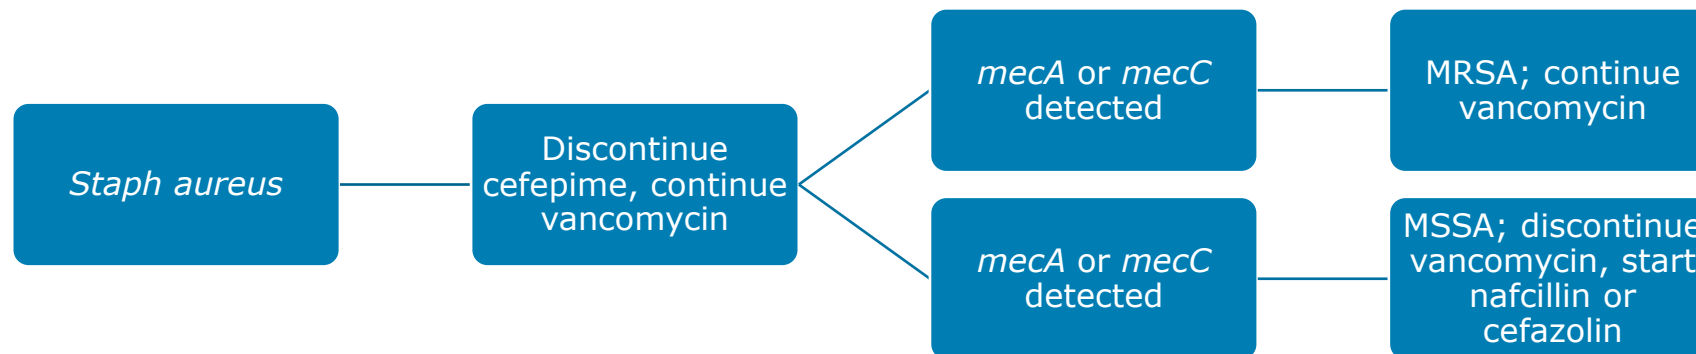 Staph aureus
Discontinue
cefepime, continue
vancomycin
mecA or mecC
detected
MRSA; continue
vancomycin
mecA or mecC
detected
MSSA; discontinue
vancomycin, start
nafcillin or
cefazolin